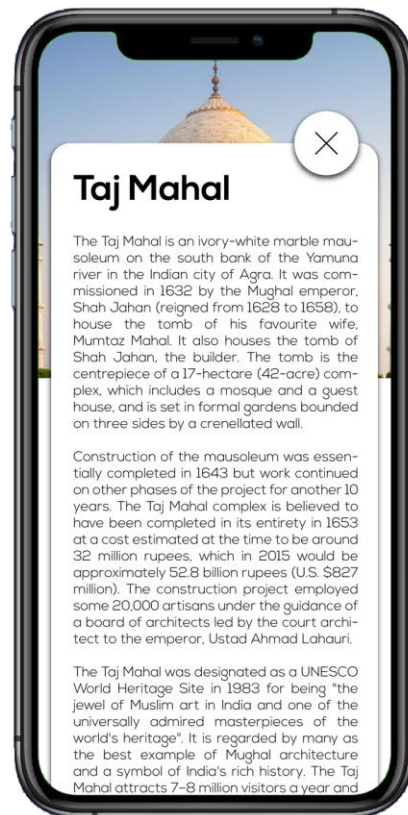 Taj Mahal
The Taj Mahal is an ivory-white marble mau-
soleum on the south bank of the Yamuna
river in the Indian city of Agra. It was com-
missioned in 1632 by the Mughal emperor,
Shah Jahan (reigned from 1628 to 1658), to
house the tomb of his favourite wife,
Mumtaz Mahal. It also houses the tomb of
Shah Jahan, the builder. The tomb is the
centrepiece of a 17-hectare (42-acre) com-
plex, which includes a mosque and a guest
house, and is set in formal gardens bounded
on three sides by a crenellated wall.
Construction of the mausoleum was essen-
tially completed in 1643 but work continued
on other phases of the project for another 10
years. The Taj Mahal complex is believed to
have been completed in its entirety in 1653
at a cost estimated at the time to be around
32 million rupees, which in 2015 would be
approximately 52.8 billion rupees (U.S. $827
million). The construction project employed
some 20,000 artisans under the guidance of
a board of architects led by the court archi-
tect to the emperor, Ustad Ahmad Lahauri.
The Taj Mahal was designated as a UNESCO
World Heritage Site in 1983 for being "the
jewel of Muslim art in India and one of the
universally admired masterpieces of the
world's heritage". It is regarded by many as
the best example of Mughal architecture
and a symbol of India's rich history. The Taj
Mahal attracts 7–8 million visitors a year and